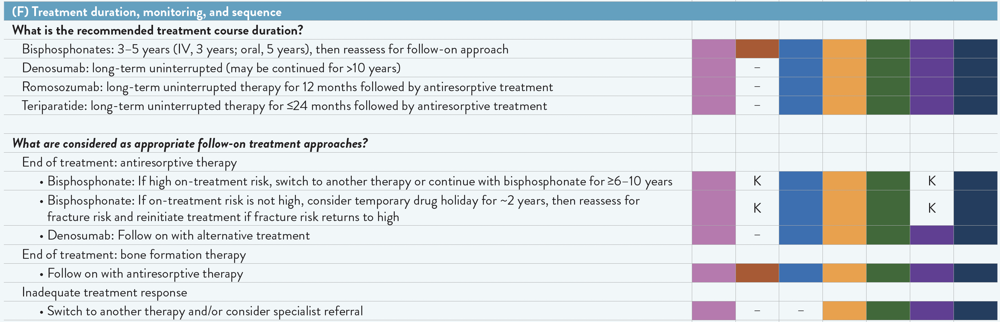 (F) Treatment duration, monitoring, and sequence
What is the recommended treatment course duration?
Bisphosphonates: 3–5 years (IV, 3 years; oral, 5 years), then reassess for follow-on approach
Denosumab: long-term uninterrupted (may be continued for >10 years) –
Romosozumab: long-term uninterrupted therapy for 12 months followed by antiresorptive treatment –
Teriparatide: long-term uninterrupted therapy for ≤24 months followed by antiresorptive treatment –
What are considered as appropriate follow-on treatment approaches?
End of treatment: antiresorptive therapy
• Bisphosphonate: If high on-treatment risk, switch to another therapy or continue with bisphosphonate for ≥6–10 years K K
• Bisphosphonate: If on-treatment risk is not high, consider temporary drug holiday for ~2 years, then reassess for
fracture risk and reinitiate treatment if fracture risk returns to high K K
• Denosumab: Follow on with alternative treatment –
End of treatment: bone formation therapy
• Follow on with antiresorptive therapy
Inadequate treatment response
• Switch to another therapy and/or consider specialist referral – –